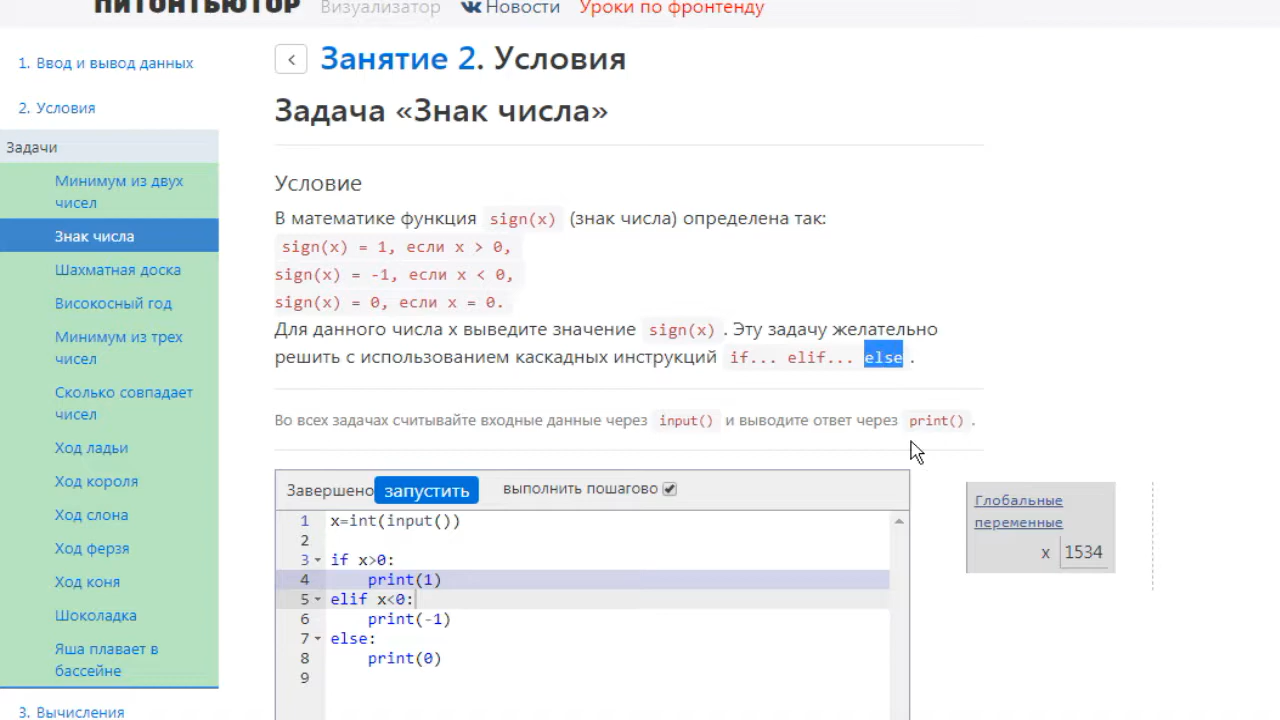 ПИТОНТЬЮТОР Визуализатор Новости Уроки по фронтенду
1. Ввод и вывод данных
2. Условия
Задачи
Минимум из двух
чисел
Знак числа
Шахматная доска
Високосный год
Минимум из трех
чисел
Сколько совпадает
чисел
Ход ладьи
Ход короля
Ход слона
Ход ферзя
Ход коня
Шоколадка
Яша плавает в
бассейне
3. Вычисления
Занятие 2. Условия
Задача «Знак числа»
Условие
В математике функция sign(x) (знак числа) определена так:
sign(x) = 1, если x > 0,
sign(x) = -1, если x < 0,
sign(x) = 0, если x = 0.
Для данного числа x выведите значение sign(x). Эту задачу желательно
решить с использованием каскадных инструкций if... elif... else.
Во всех задачах считывайте входные данные через input() и выводите ответ через print().
Завершено запустить выполнить пошагово
1 x=int(input())
2
3 if x>0:
4     print(1)
5 elif x<0:
6     print(-1)
7 else:
8     print(0)
9
Глобальные
переменные
x 1534